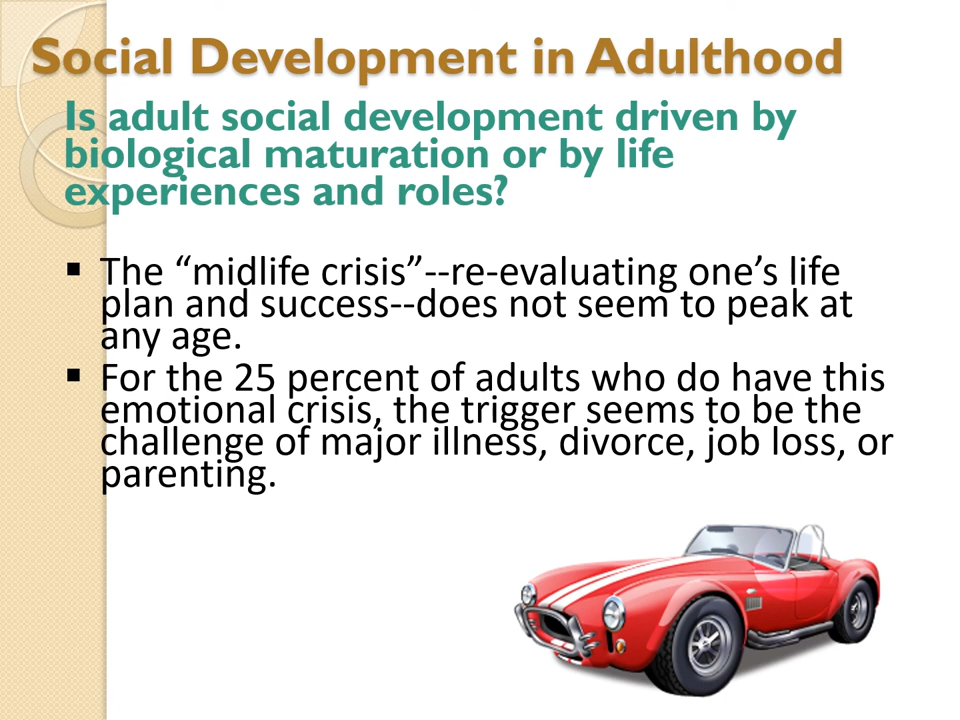 Social Development in Adulthood
Is adult social development driven by
biological maturation or by life
experiences and roles?
▪ The “midlife crisis”--re-evaluating one’s life
plan and success--does not seem to peak at
any age.
▪ For the 25 percent of adults who do have this
emotional crisis, the trigger seems to be the
challenge of major illness, divorce, job loss, or
parenting.